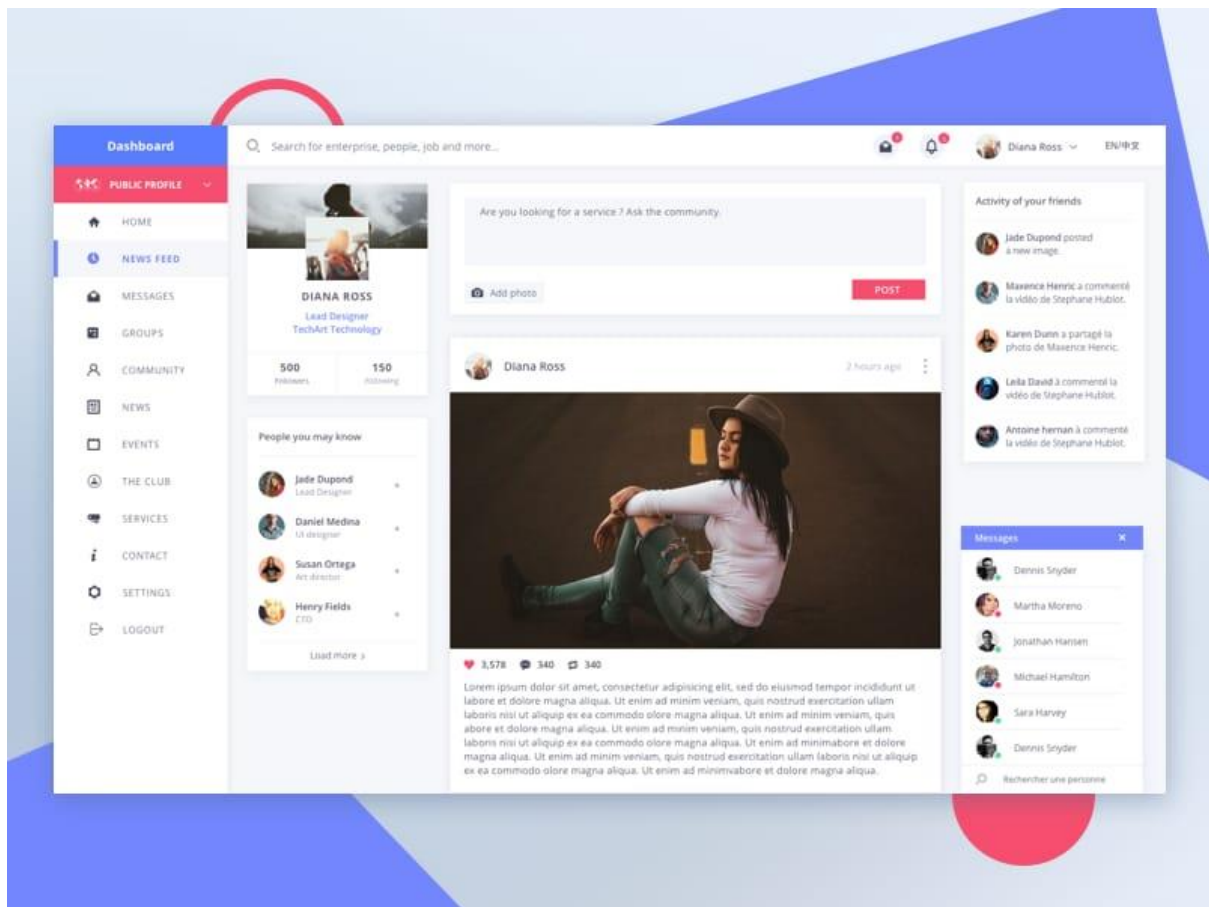 Dashboard
Search for enterprise, people, job and more...
Diana Ross
EN/中文
PUBLIC PROFILE
HOME
NEWS FEED
MESSAGES
GROUPS
COMMUNITY
NEWS
EVENTS
THE CLUB
SERVICES
CONTACT
SETTINGS
LOGOUT
DIANA ROSS
Lead Designer
TechArt Technology
500 150
Followers Following
People you may know
Jade Dupond
Lead Designer
Daniel Medina
UI designer
Susan Ortega
Art director
Henry Fields
Load more
Are you looking for a service ? Ask the community.
Add photo
POST
Diana Ross
2 hours ago
3,578 340 340
Lorem ipsum dolor sit amet, consectetur adipisicing elit, sed do eiusmod tempor incididunt ut
labore et dolore magna aliqua. Ut enim ad minim veniam, quis nostrud exercitation ullam
laboris nisi ut aliquip ex ea commodo olore magna aliqua. Ut enim ad minim veniam, quis
abore et dolore magna aliqua. Ut enim ad minim veniam, quis nostrud exercitation ullam
laboris nisi ut aliquip ex ea commodo olore magna aliqua. Ut enim ad minimabore et dolore
magna aliqua. Ut enim ad minim veniam, quis nostrud exercitation ullam laboris nisi ut aliquip
ex ea commodo olore magna aliqua. Ut enim ad minimvabore et dolore magna aliqua.
Activity of your friends
Jade Dupond posted
a new image.
Maxence Henric a commenté
la vidéo de Stephane Hublot.
Karen Dunn a partagé la
photo de Maxence Henric.
Leila David à commenté la
vidéo de Stephane Hublot.
Antoine hernan à commenté
la vidéo de Stephane Hublot.
Messages
Dennis Snyder
Martha Moreno
Jonathan Hansen
Michael Hamilton
Sara Harvey
Dennis Snyder
Rechercher une personne